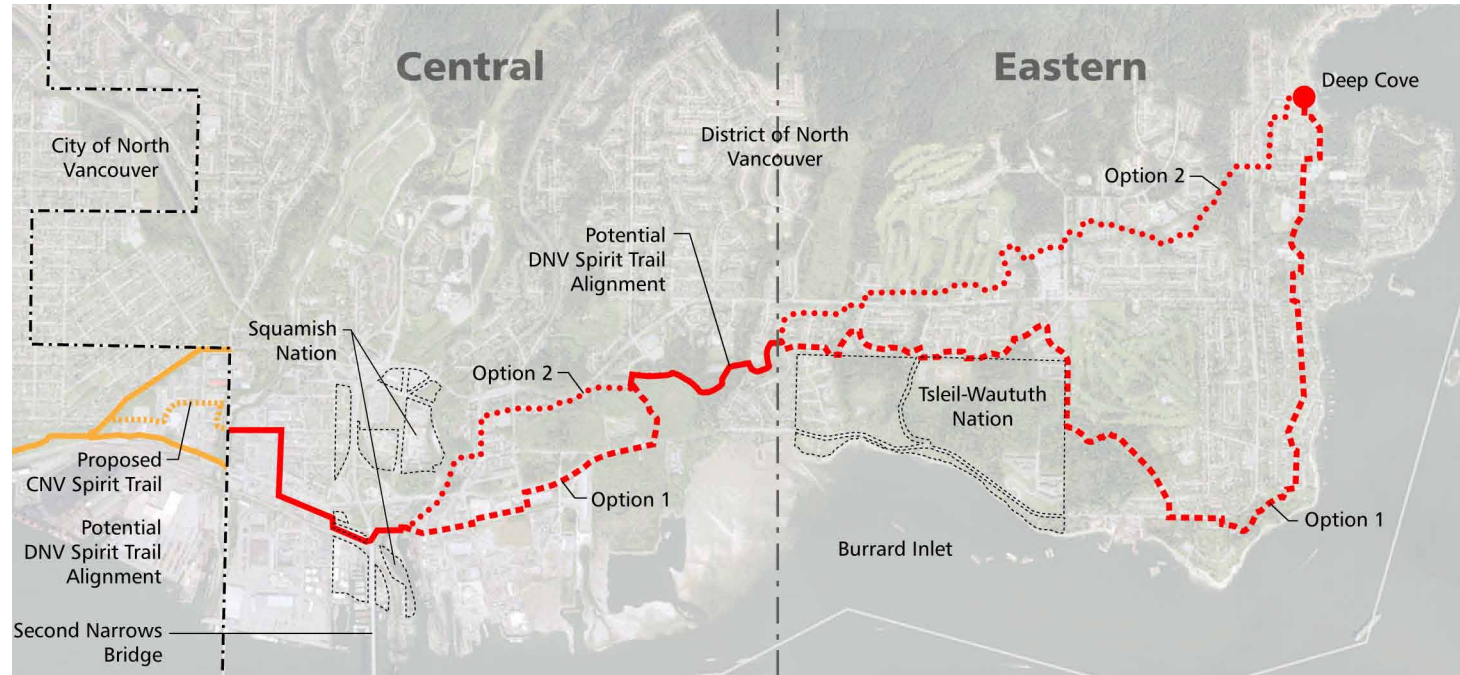 Central
Eastern
Deep Cove
City of North
Vancouver
District of North
Vancouver
Option 2
Potential
DNV Spirit Trail
Alignment
Squamish
Nation
Option 2
Tsleil-Waututh
Nation
Proposed
CNV Spirit Trail
Option 1
Option 1
Potential
DNV Spirit Trail
Alignment
Burrard Inlet
Second Narrows
Bridge